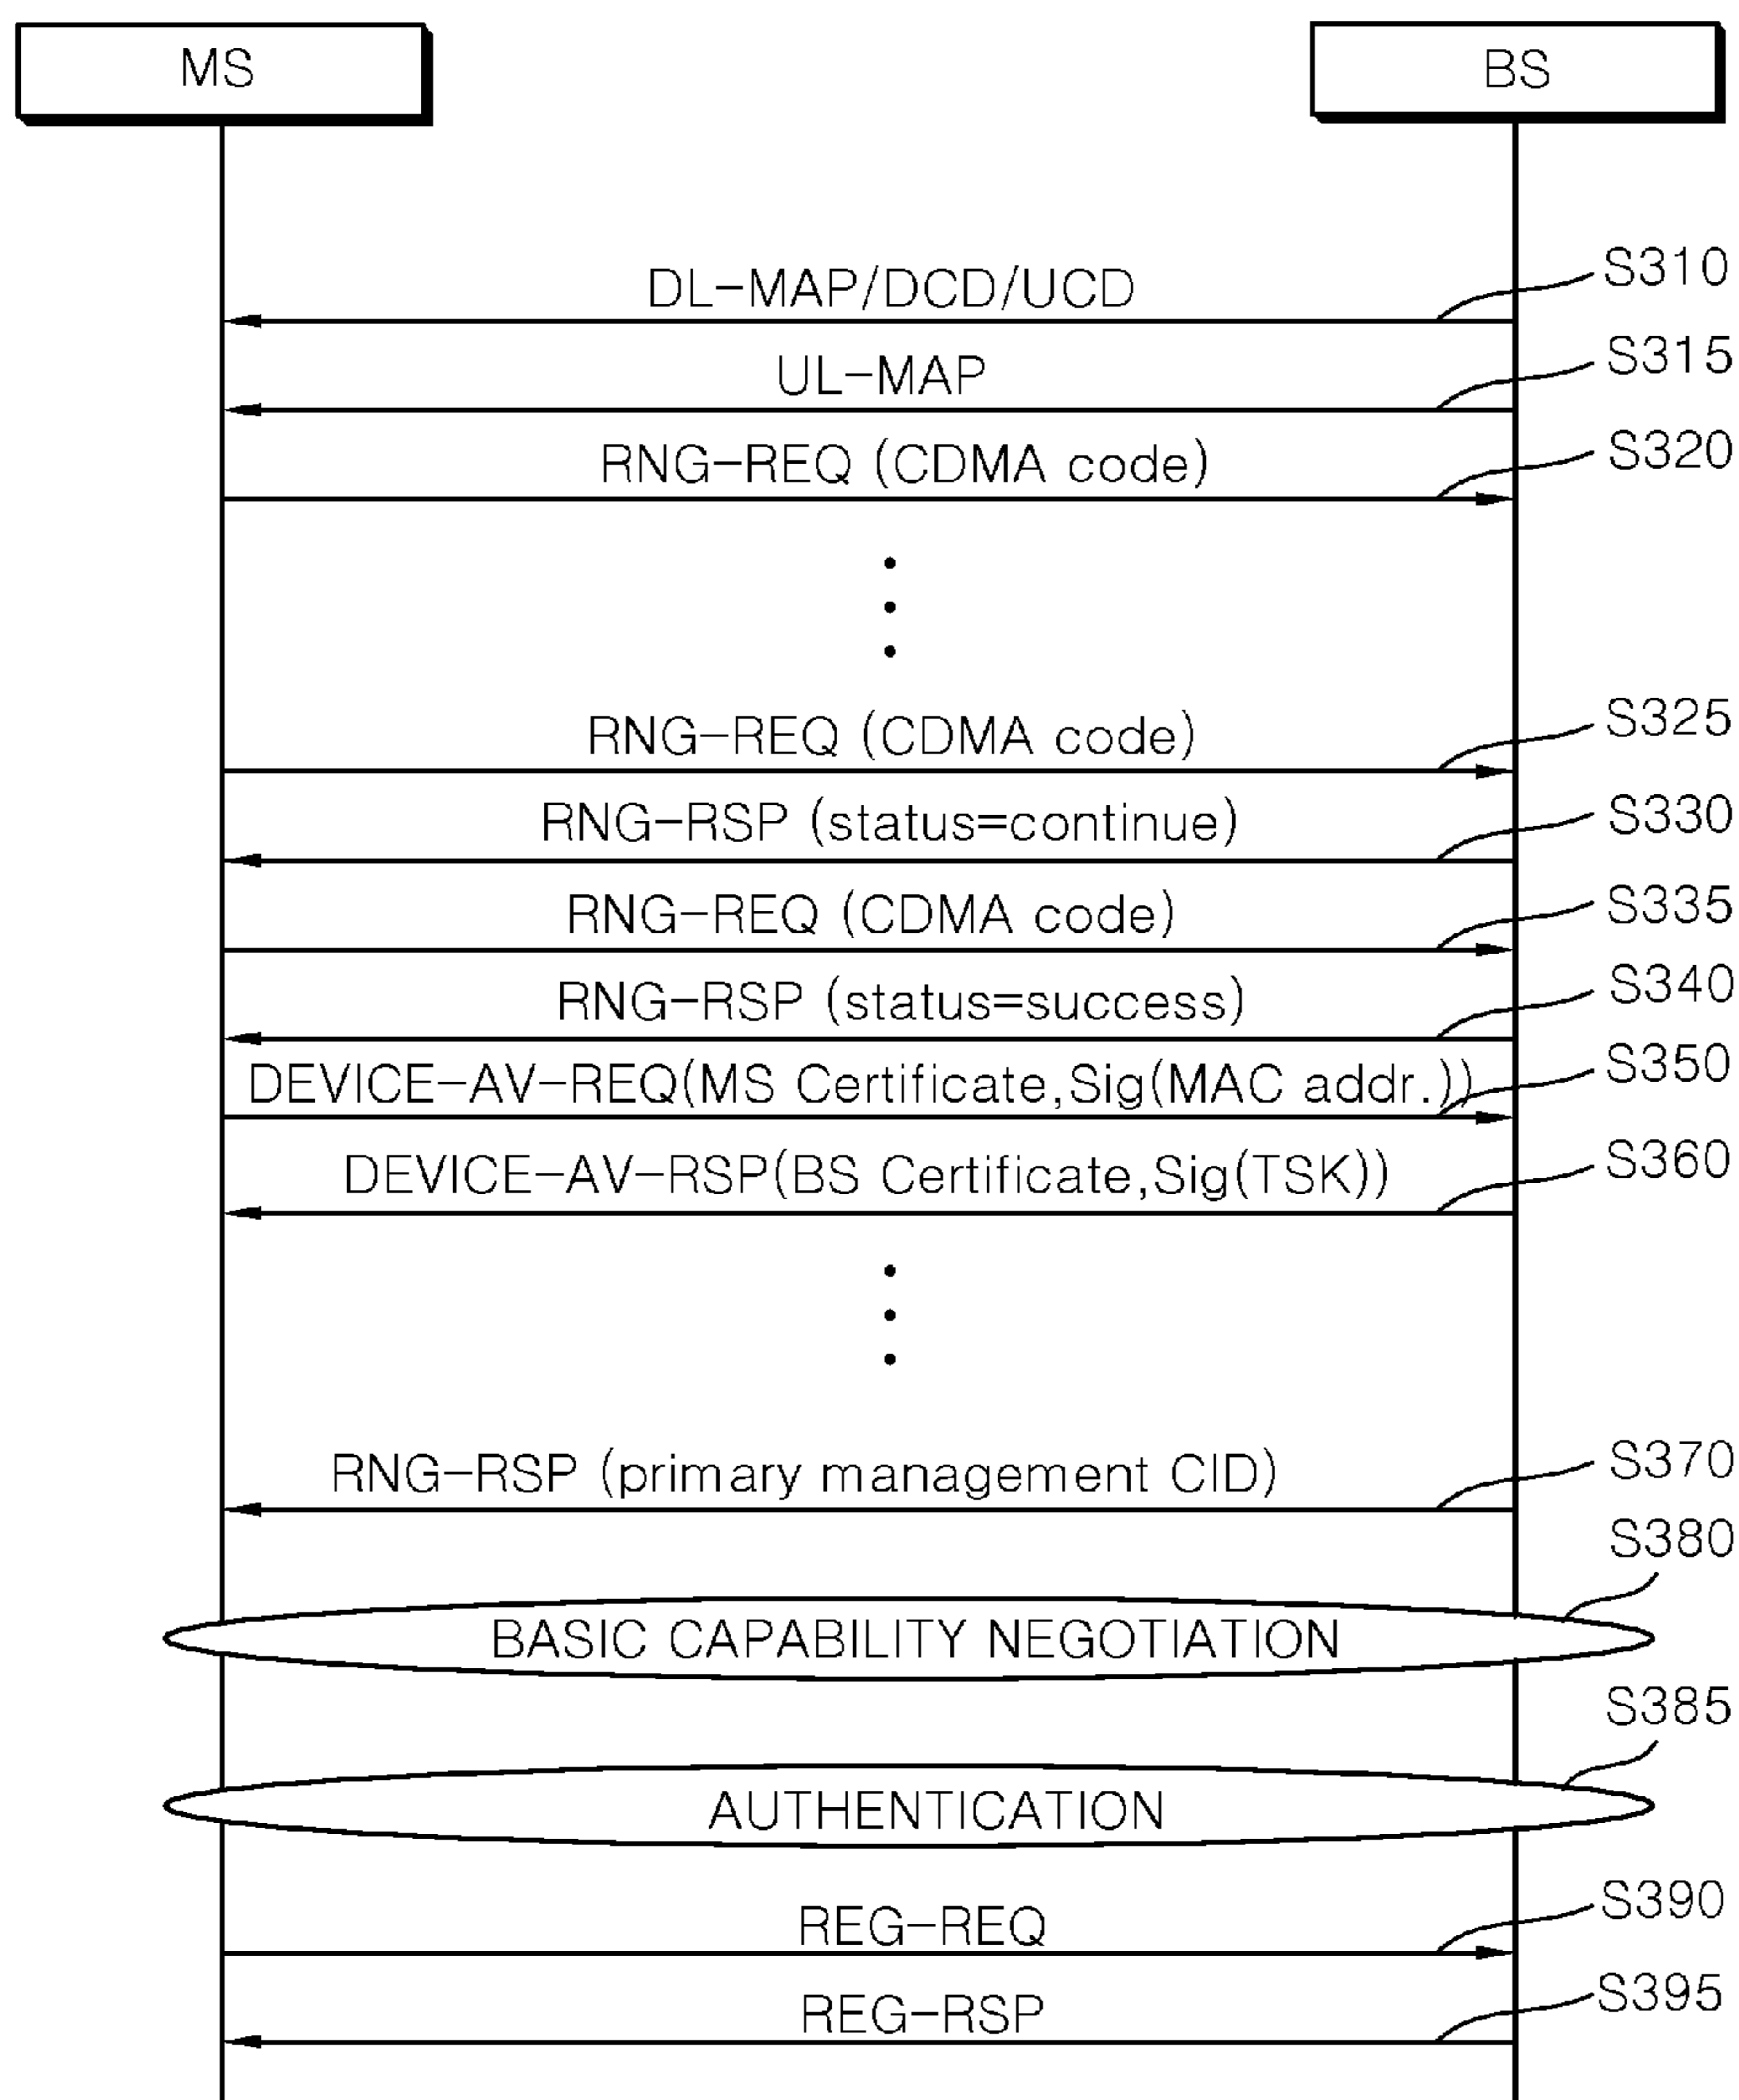 MS
BS
DL-MAP/DCD/UCD
S310
UL-MAP
S315
RNG-REQ (CDMA code)
S320
RNG-REQ (CDMA code)
S325
RNG-RSP (status=continue)
S330
RNG-REQ (CDMA code)
S335
RNG-RSP (status=success)
S340
DEVICE-AV-REQ(MS Certificate,Sig(MAC addr.))
S350
DEVICE-AV-RSP(BS Certificate,Sig(TSK))
S360
RNG-RSP (primary management CID)
S370
S380
BASIC CAPABILITY NEGOTIATION
S385
AUTHENTICATION
REG-REQ
S390
REG-RSP
S395